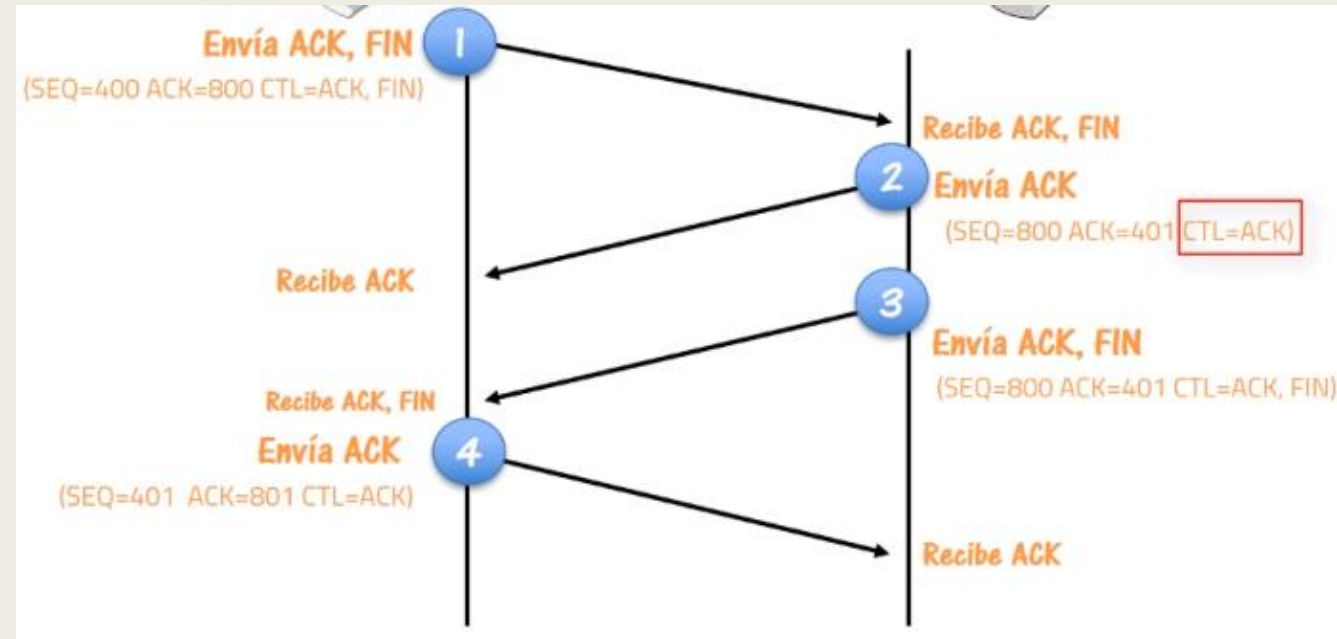 Envía ACK, FIN
1
(SEQ=400 ACK=800 CTL=ACK, FIN)
Recibe ACK, FIN
2
Envía ACK
(SEQ=800 ACK=401 CTL=ACK)
Recibe ACK
3
Envía ACK, FIN
(SEQ=800 ACK=401 CTL=ACK, FIN)
Recibe ACK, FIN
Envía ACK
4
(SEQ=401 ACK=801 CTL=ACK)
Recibe ACK